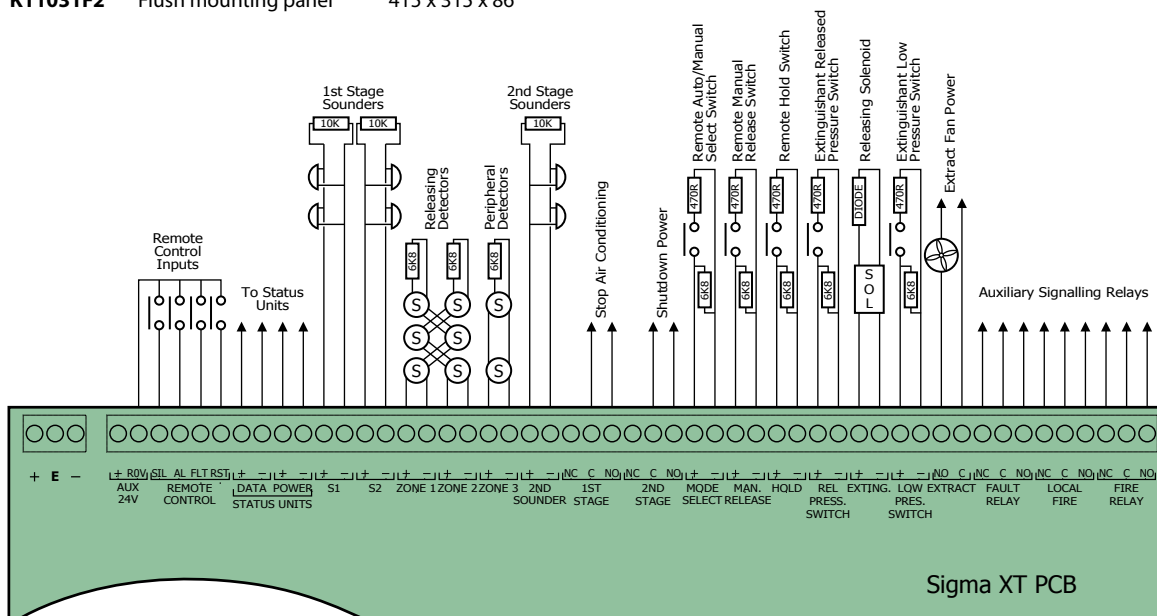 K11031F2 Flush mounting panel 415 x 315 x 86
1st Stage
Sounders
2nd Stage
Sounders
10K
10K
10K
Remote
Control
Inputs
To Status
Units
Releasing
Detectors
Peripheral
Detectors
6K8
6K8
6K8
S
S
S
S
S
S
S
S
Stop Air Conditioning
Shutdown Power
Remote Auto/Manual
Select Switch
Remote Manual
Release Switch
Remote Hold Switch
Extinguishant Released
Pressure Switch
Releasing Solenoid
Extinguishant Low
Pressure Switch
Extract Fan Power
470R
470R
470R
470R
DIODE
470R
6K8
6K8
6K8
6K8
S
O
L
6K8
Auxiliary Signalling Relays
+ E −
+ R0V SIL AL FLT RST + − + − + − + − + − + − + − + − NC C NO NC C NO + − + − + − + − + − + − NO C NC C NO NC C NO NC C NO
AUX
24V
REMOTE
CONTROL
DATA POWER
STATUS UNITS
S1
S2
ZONE 1
ZONE 2
ZONE 3
2ND
SOUNDER
1ST
STAGE
2ND
STAGE
MODE
SELECT
MAN.
RELEASE
HOLD
REL
PRESS.
SWITCH
EXTING.
LOW
PRES.
SWITCH
EXTRACT
FAULT
RELAY
LOCAL
FIRE
FIRE
RELAY
Sigma XT PCB